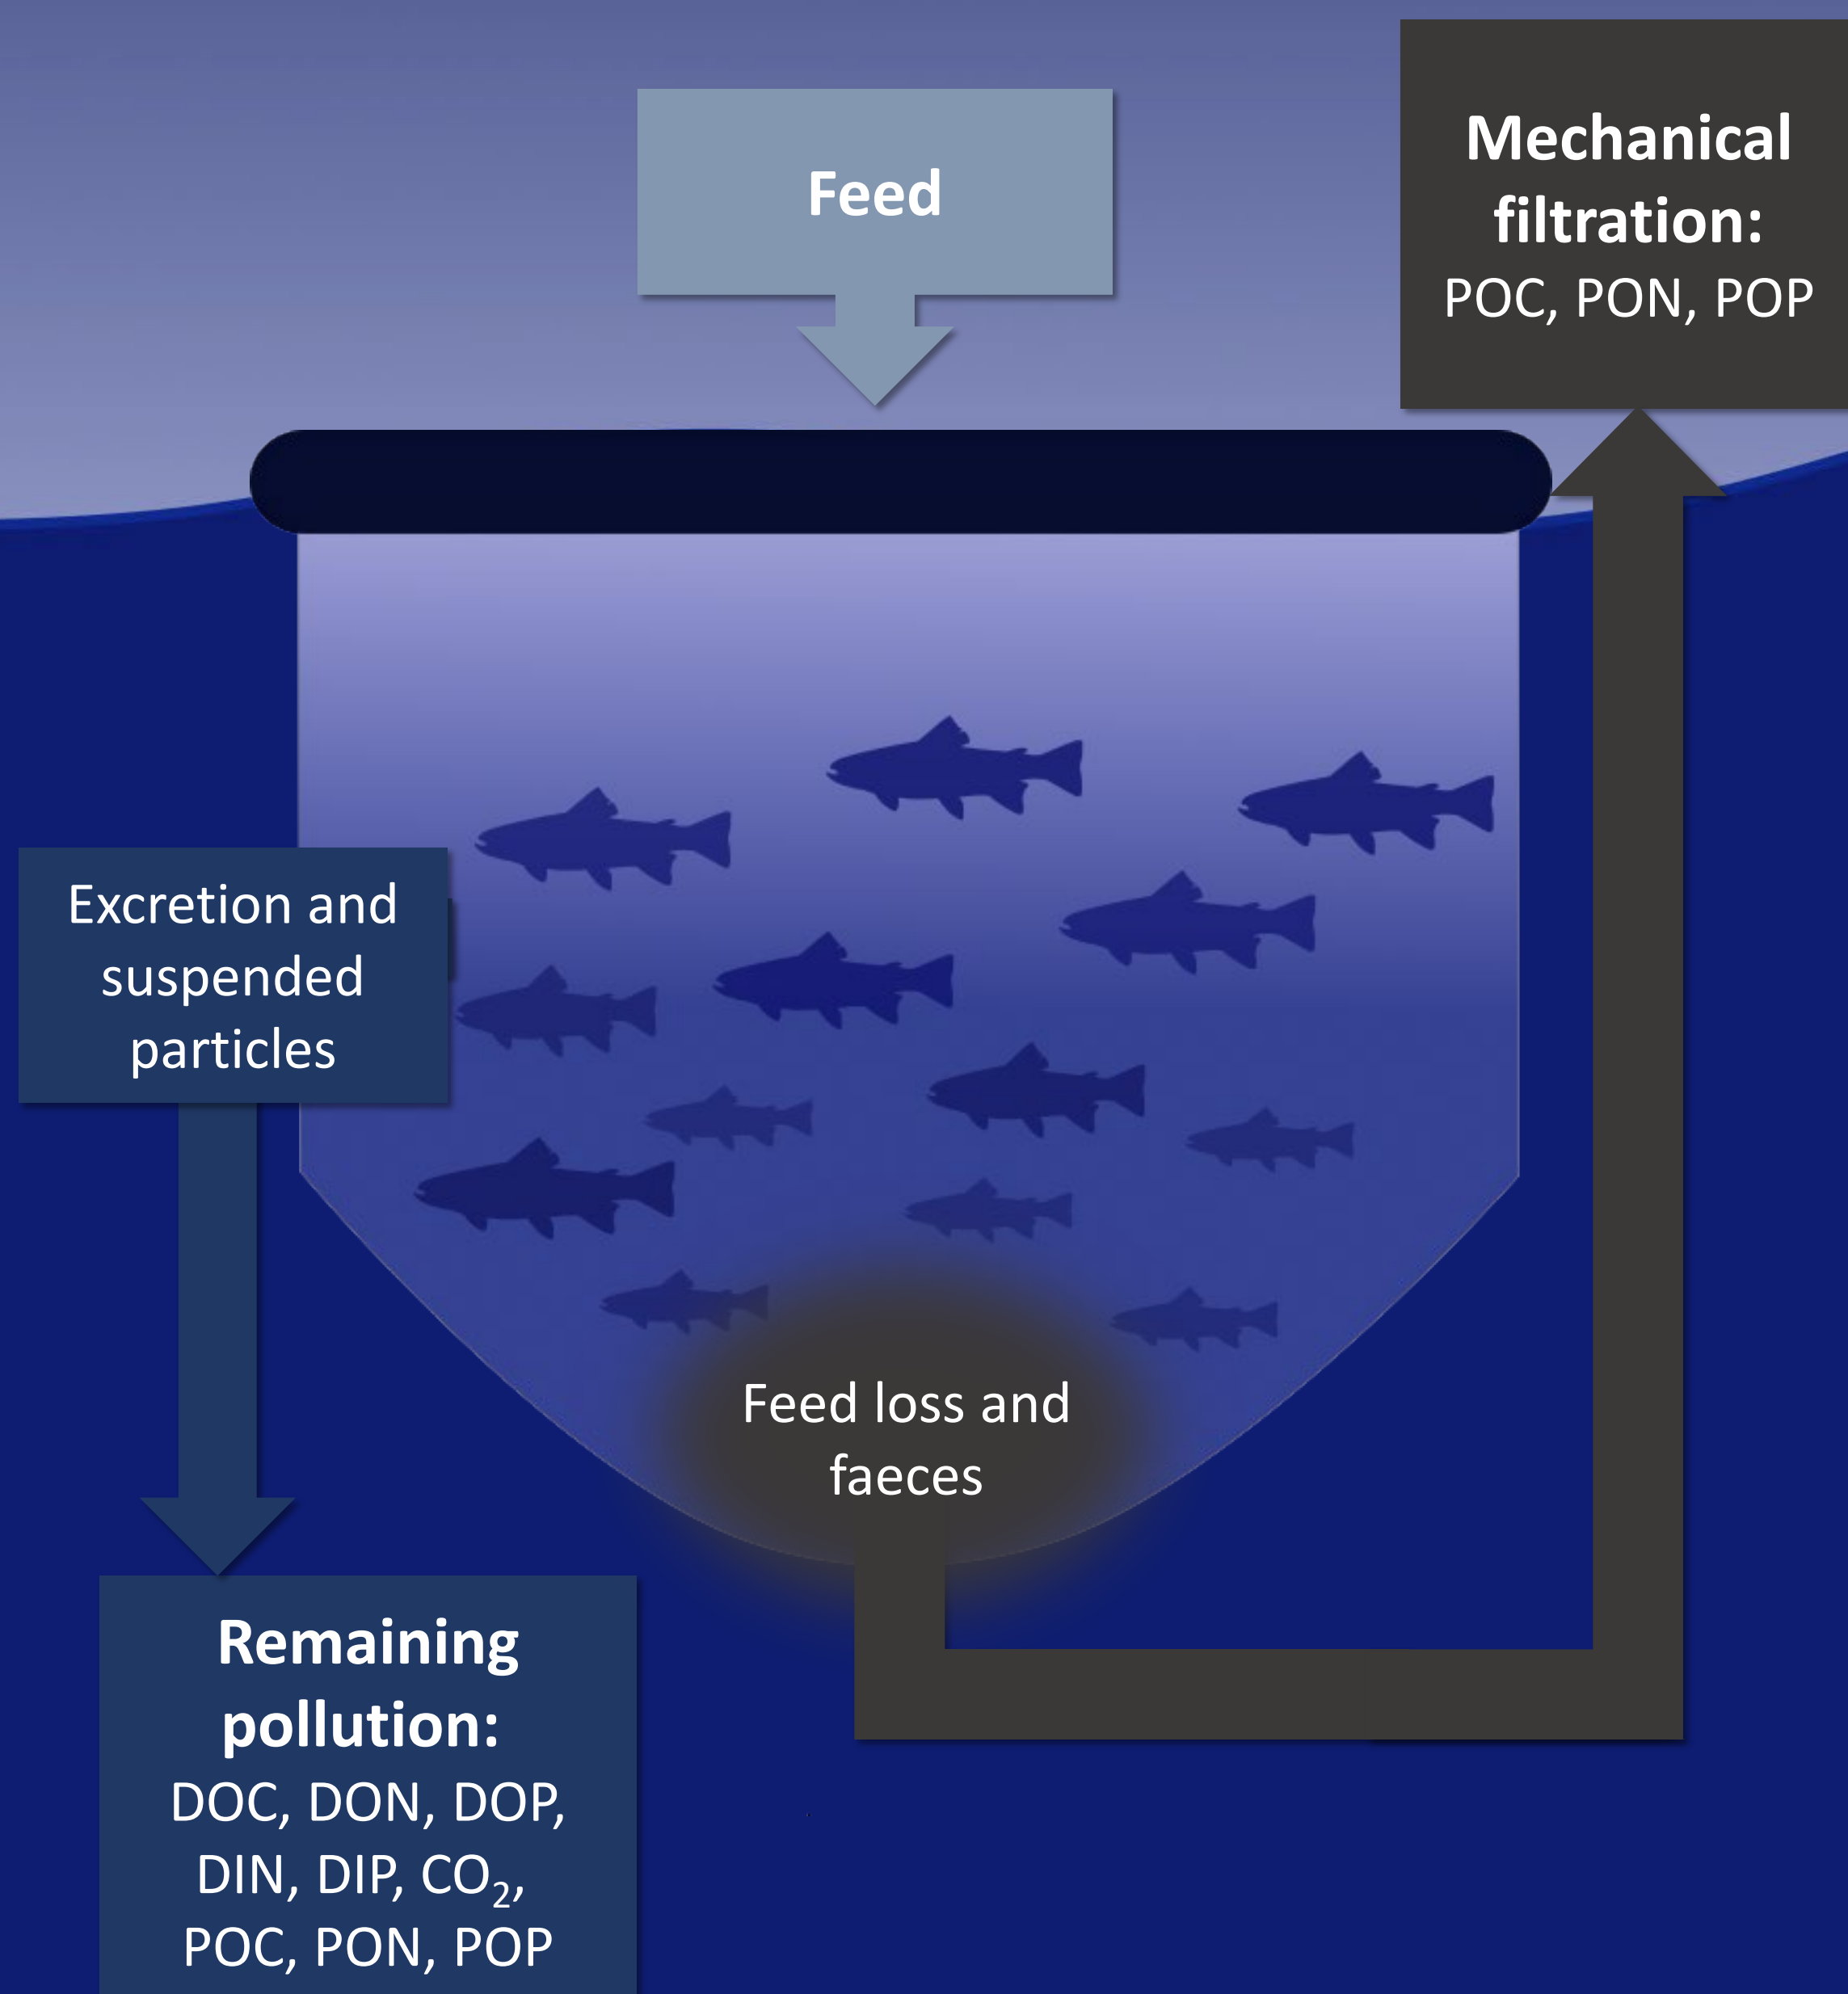 Feed
Mechanical
filtration:
POC, PON, POP
Excretion and
suspended
particles
Feed loss and
faeces
Remaining
pollution:
DOC, DON, DOP,
DIN, DIP, CO₂,
POC, PON, POP